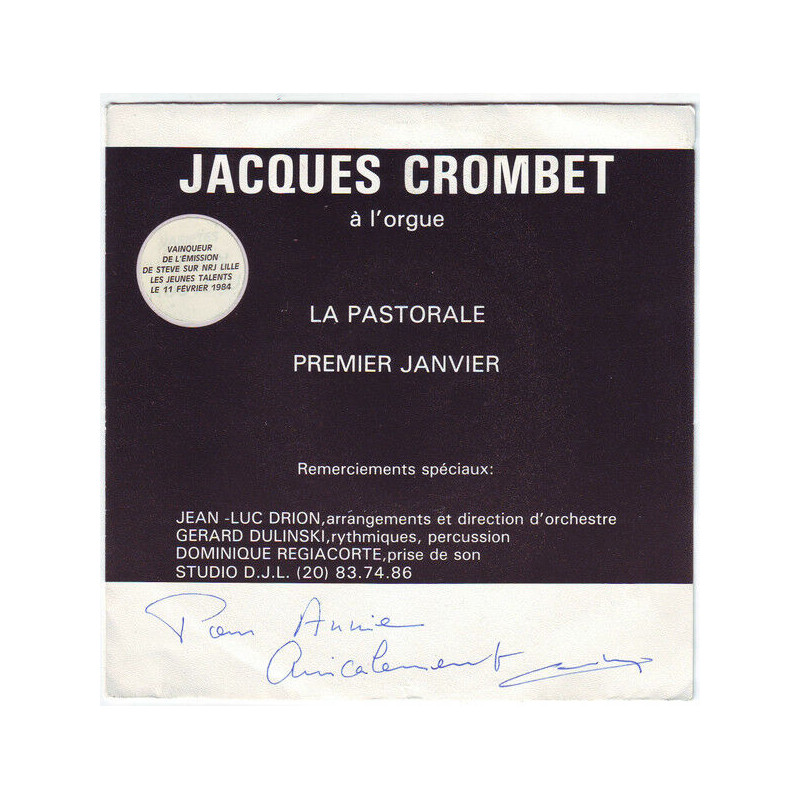 JACQUES CROMBET
à l'orgue
VAINQUEUR
DE L'ÉMISSION
DE STEVE SUR NRJ LILLE
LES JEUNES TALENTS
LE 11 FÉVRIER 1984
LA PASTORALE
PREMIER JANVIER
Remerciements spéciaux:
JEAN -LUC DRION,arrangements et direction d'orchestre
GERARD DULINSKI,rythmiques, percussion
DOMINIQUE REGIACORTE,prise de son
STUDIO D.J.L. (20) 83.74.86
Pour Annie
Amicalement